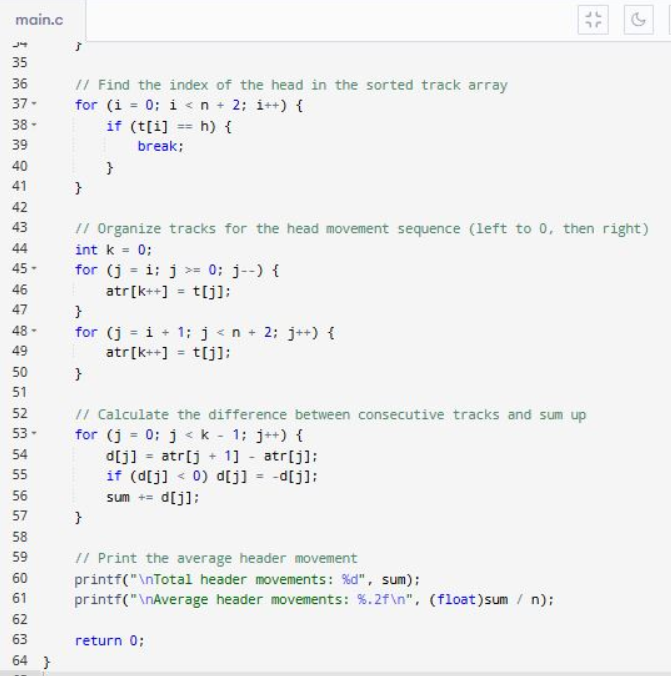 main.c
34        }
35
36    // Find the index of the head in the sorted track array
37    for (i = 0; i < n + 2; i++) {
38        if (t[i] == h) {
39            break;
40        }
41    }
42
43    // Organize tracks for the head movement sequence (left to 0, then right)
44    int k = 0;
45    for (j = i; j >= 0; j--) {
46        atr[k++] = t[j];
47    }
48    for (j = i + 1; j < n + 2; j++) {
49        atr[k++] = t[j];
50    }
51
52    // Calculate the difference between consecutive tracks and sum up
53    for (j = 0; j < k - 1; j++) {
54        d[j] = atr[j + 1] - atr[j];
55        if (d[j] < 0) d[j] = -d[j];
56        sum += d[j];
57    }
58
59    // Print the average header movement
60    printf("\nTotal header movements: %d", sum);
61    printf("\nAverage header movements: %.2f\n", (float)sum / n);
62
63    return 0;
64 }